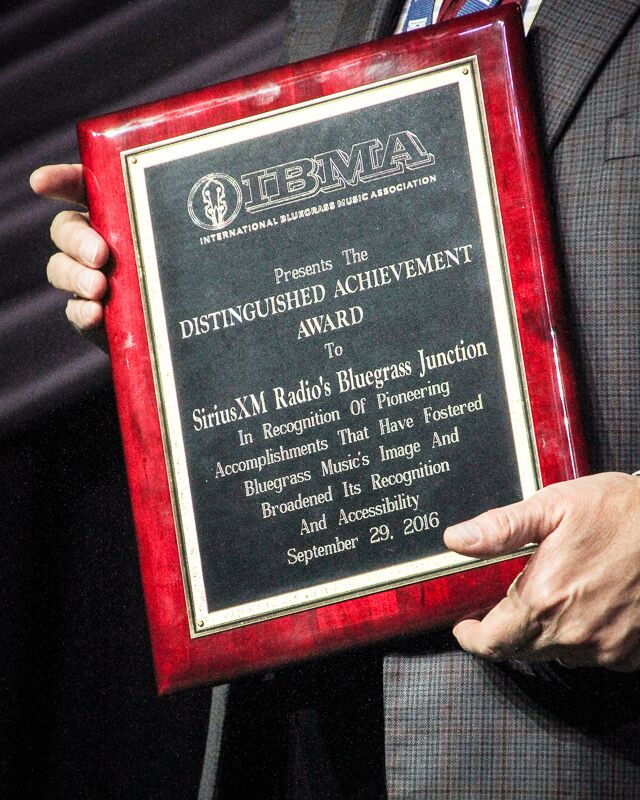 IBMA
INTERNATIONAL BLUEGRASS MUSIC ASSOCIATION
Presents The
DISTINGUISHED ACHIEVEMENT
AWARD
To
SiriusXM Radio's Bluegrass Junction
In Recognition Of Pioneering
Accomplishments That Have Fostered
Bluegrass Music's Image And
Broadened Its Recognition
And Accessibility
September 29, 2016